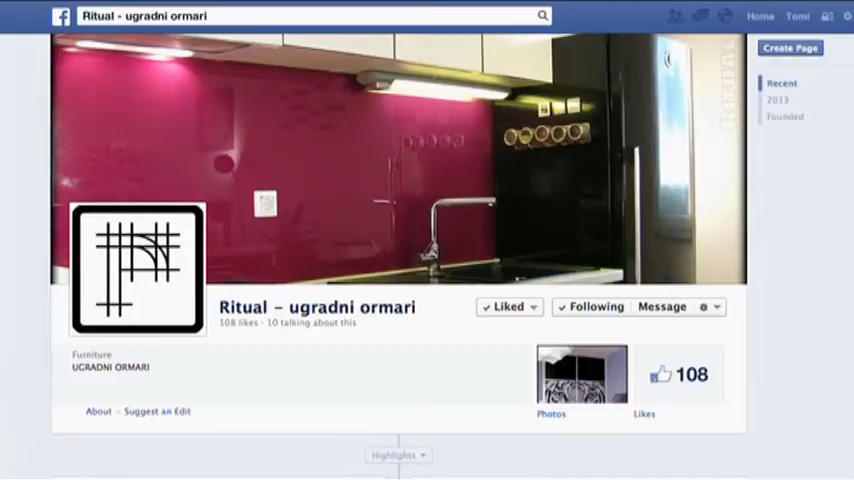 Ritual - ugradni ormari
Home Tomi
Create Page
Recent
2013
Founded
Ritual - ugradni ormari
108 likes · 10 talking about this
Liked
Following
Message
Furniture
UGRADNI ORMARI
108
About · Suggest an Edit
Photos
Likes
Highlights